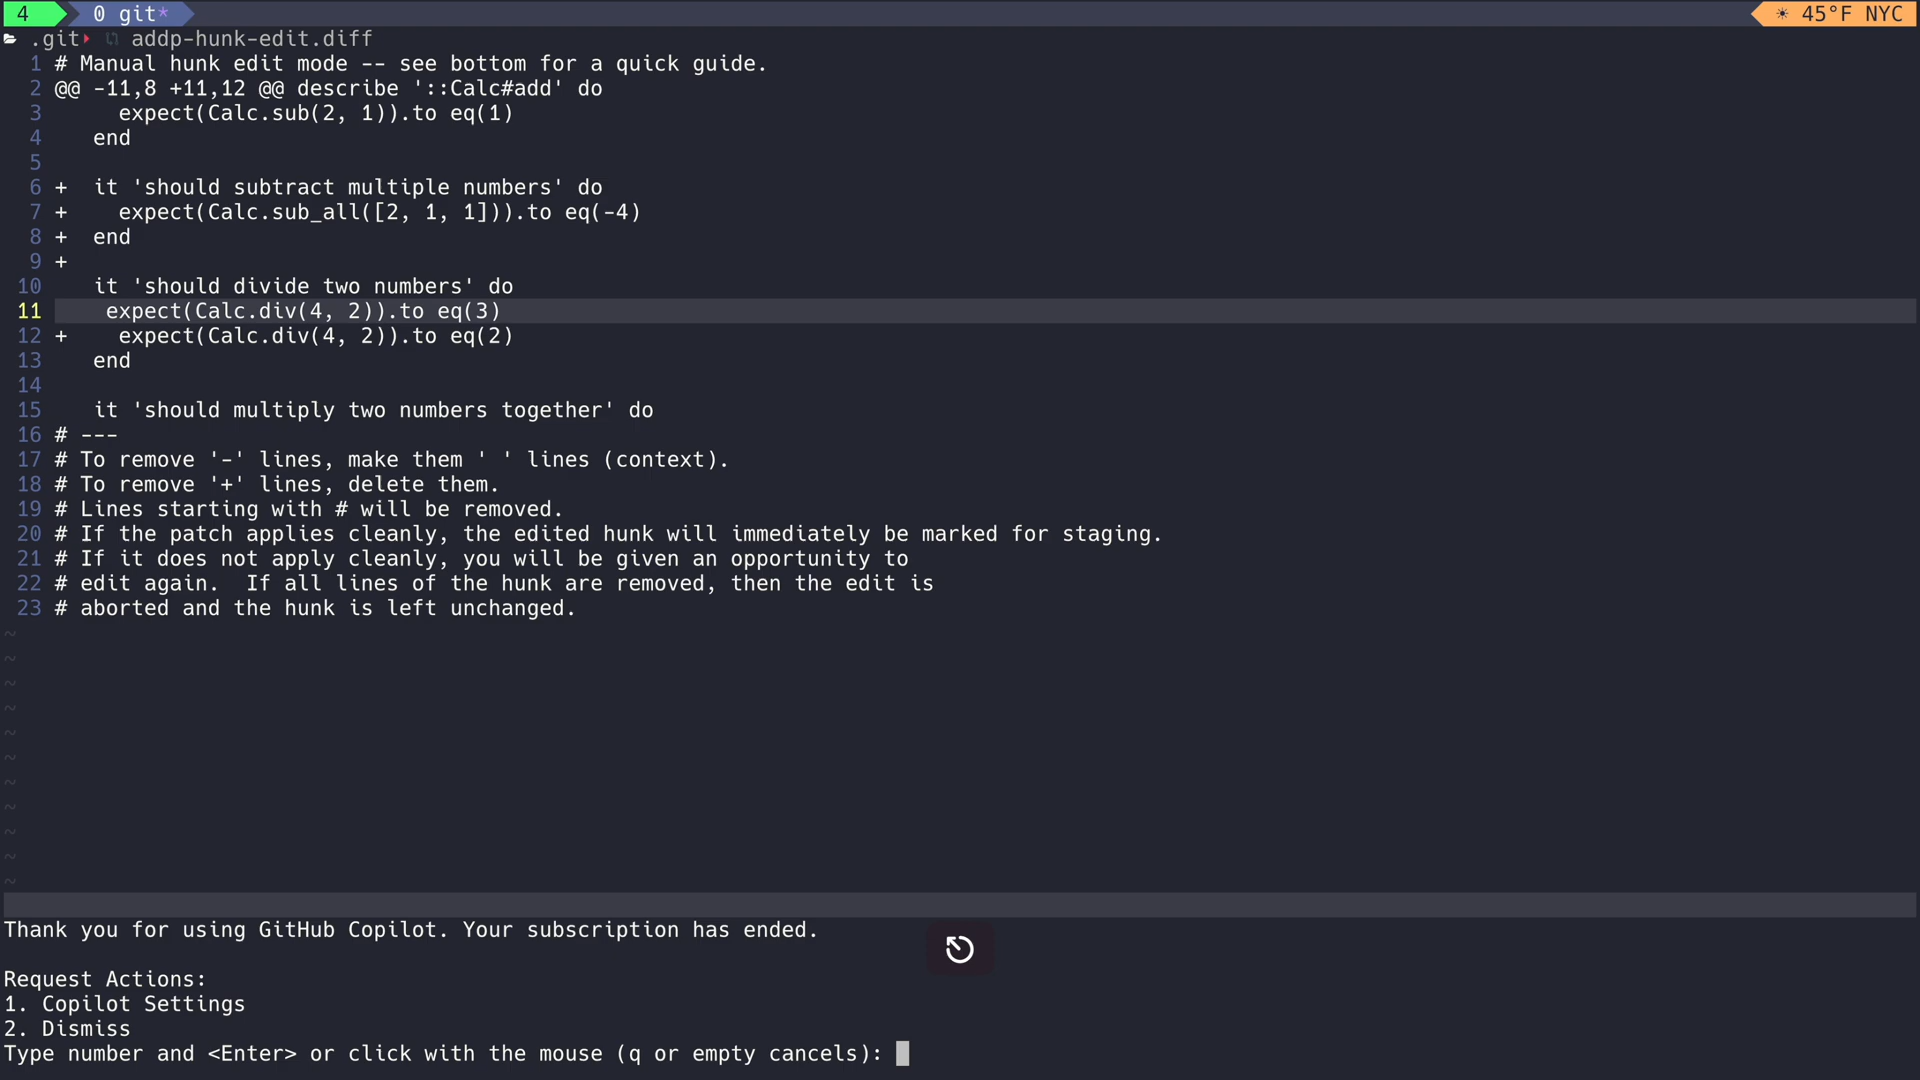 4 0 git* ☀ 45°F NYC
.git addp-hunk-edit.diff
1 # Manual hunk edit mode -- see bottom for a quick guide.
2 @@ -11,8 +11,12 @@ describe '::Calc#add' do
3      expect(Calc.sub(2, 1)).to eq(1)
4    end
5
6 +  it 'should subtract multiple numbers' do
7 +    expect(Calc.sub_all([2, 1, 1])).to eq(-4)
8 +  end
9 +
10    it 'should divide two numbers' do
11     expect(Calc.div(4, 2)).to eq(3)
12 +    expect(Calc.div(4, 2)).to eq(2)
13    end
14
15    it 'should multiply two numbers together' do
16 # ---
17 # To remove '-' lines, make them ' ' lines (context).
18 # To remove '+' lines, delete them.
19 # Lines starting with # will be removed.
20 # If the patch applies cleanly, the edited hunk will immediately be marked for staging.
21 # If it does not apply cleanly, you will be given an opportunity to
22 # edit again.  If all lines of the hunk are removed, then the edit is
23 # aborted and the hunk is left unchanged.
~
~
~
~
~
~
~
~
~
~
~
Thank you for using GitHub Copilot. Your subscription has ended.
Request Actions:
1. Copilot Settings
2. Dismiss
Type number and <Enter> or click with the mouse (q or empty cancels):